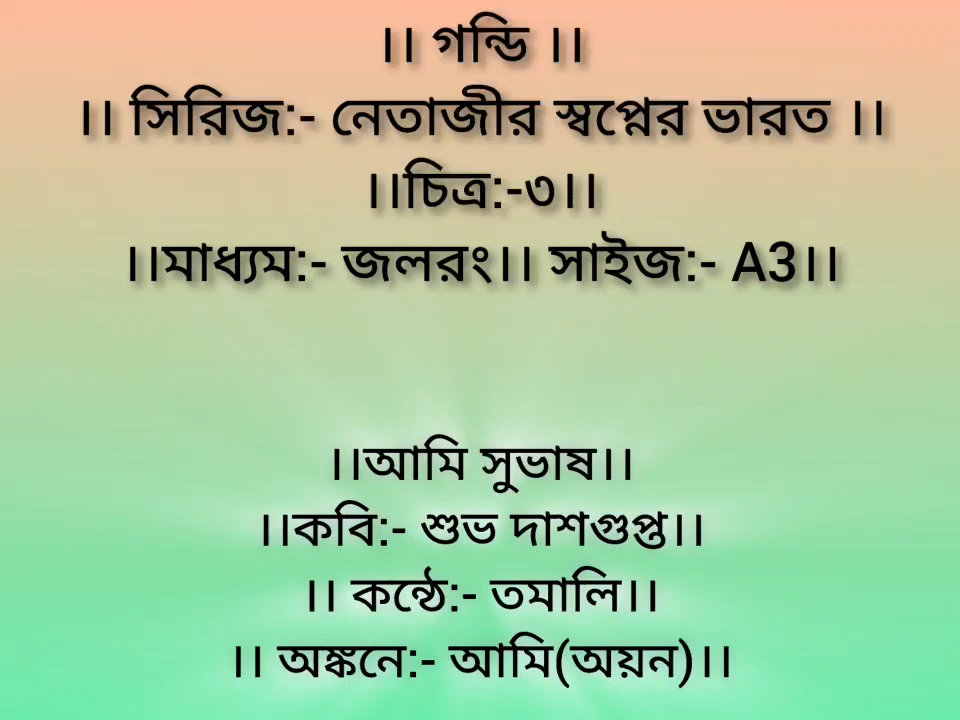 ।। গন্ডি ।।
।। সিরিজ:- নেতাজীর স্বপ্নের ভারত ।।
।।চিত্র:-৩।।
।।মাধ্যম:- জলরং।। সাইজ:- A3।।
।।আমি সুভাষ।।
।।কবি:- শুভ দাশগুপ্ত।।
।। কন্ঠে:- তমালি।।
।। অঙ্কনে:- আমি(অয়ন)।।